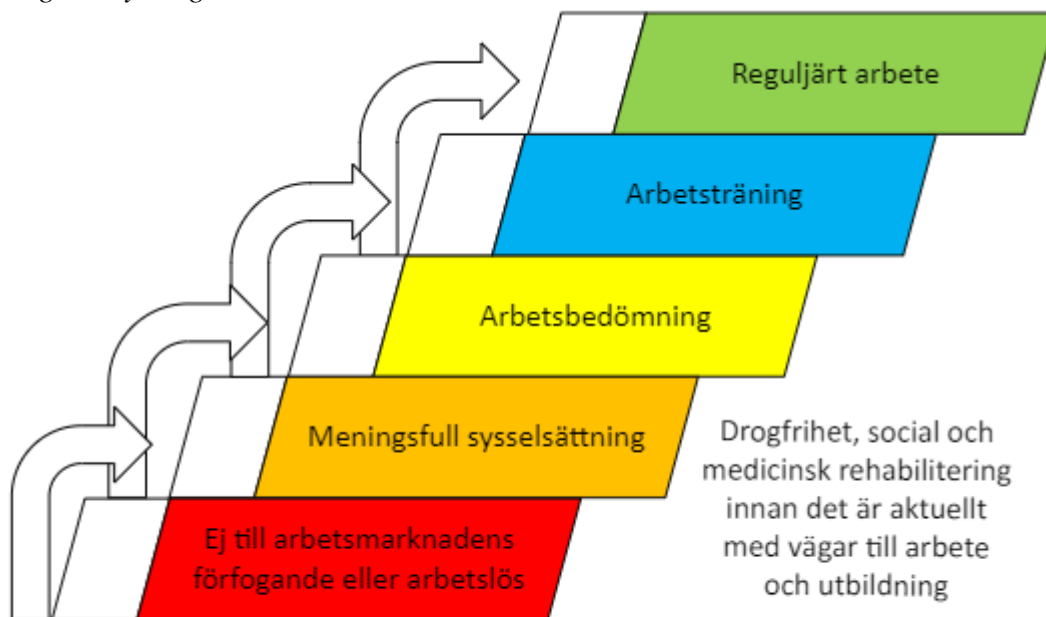 Reguljärt arbete
Arbetsträning
Arbetsbedömning
Meningsfull sysselsättning
Ej till arbetsmarknadens
förfogande eller arbetslös
Drogfrihet, social och
medicinsk rehabilitering
innan det är aktuellt
med vägar till arbete
och utbildning